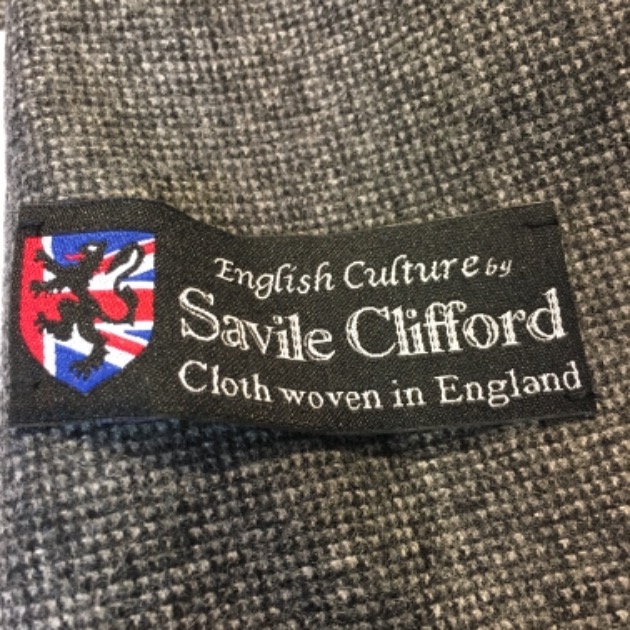 English Culture by
Savile Clifford
Cloth woven in England